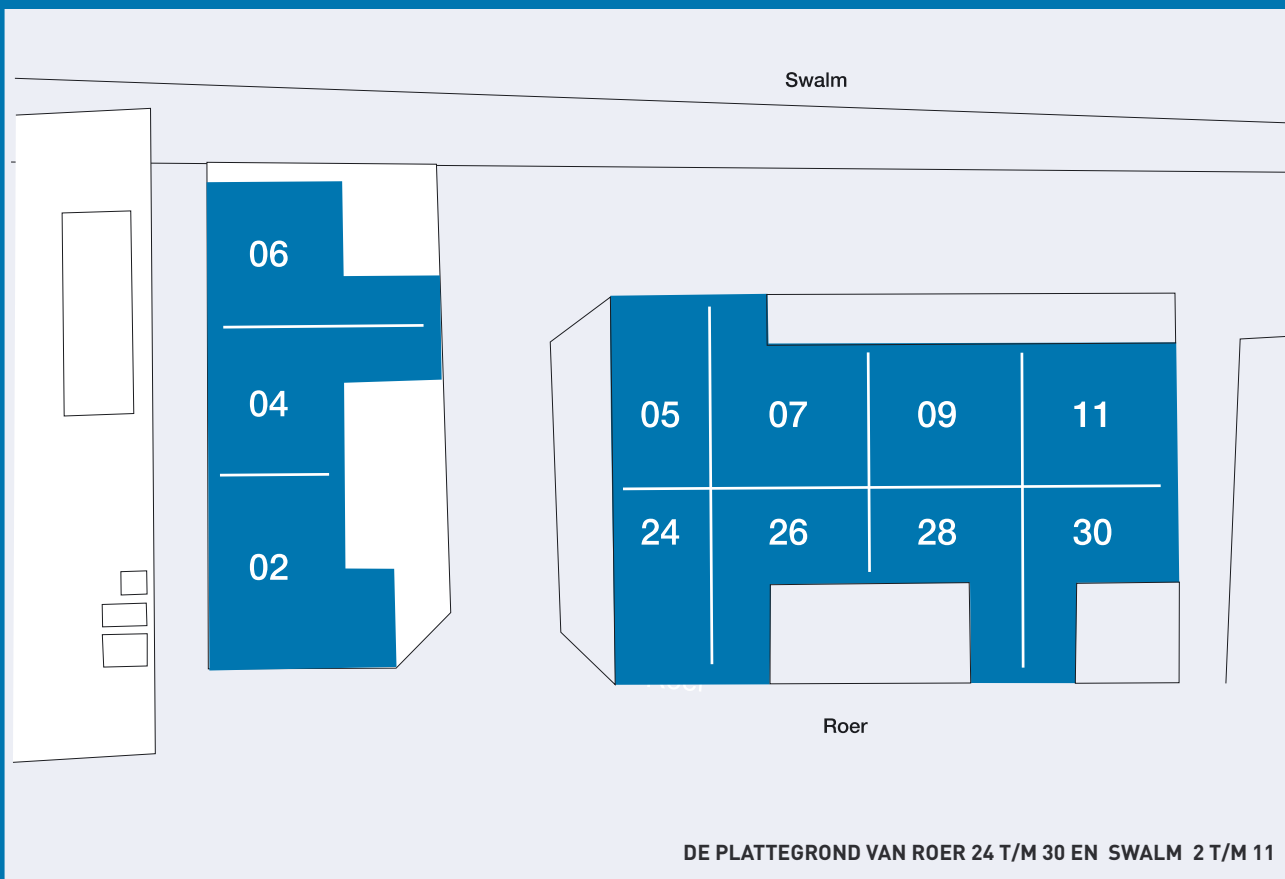 Swalm
06
04
02
05 07 09 11
24 26 28 30
Roer
DE PLATTEGROND VAN ROER 24 T/M 30 EN SWALM 2 T/M 11